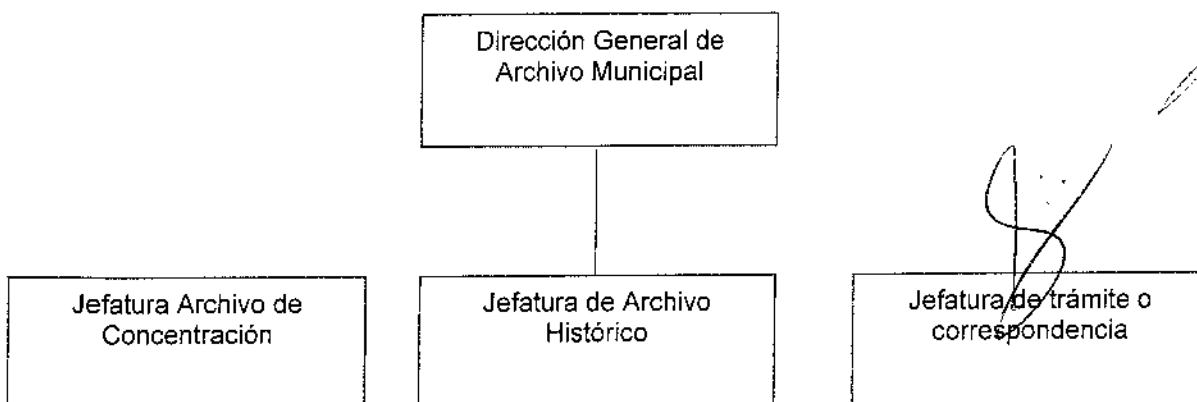 Dirección General de
Archivo Municipal
Jefatura Archivo de
Concentración
Jefatura de Archivo
Histórico
Jefatura de trámite o
correspondencia